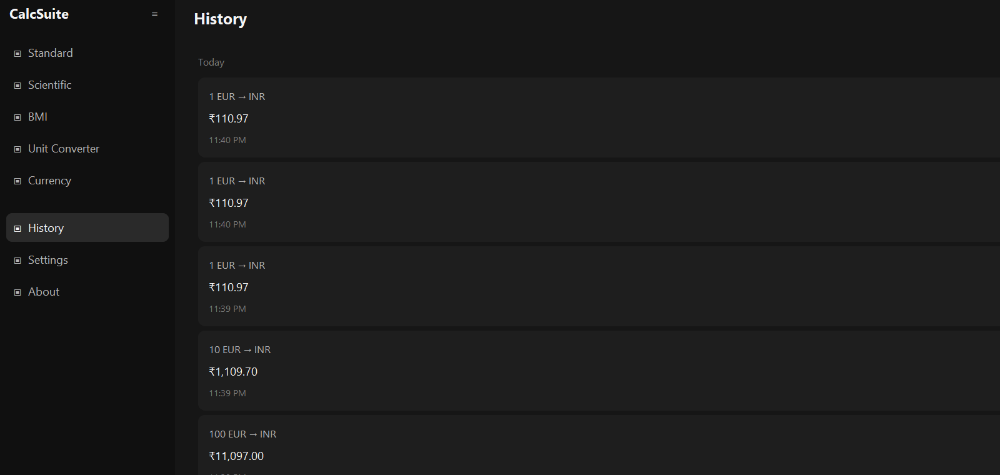 CalcSuite
Standard
Scientific
BMI
Unit Converter
Currency
History
Settings
About
History
Today
1 EUR → INR
₹110.97
11:40 PM
1 EUR → INR
₹110.97
11:40 PM
1 EUR → INR
₹110.97
11:39 PM
10 EUR → INR
₹1,109.70
11:39 PM
100 EUR → INR
₹11,097.00